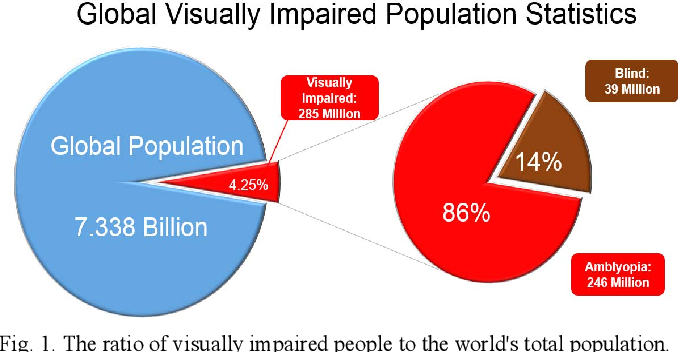 Global Visually Impaired Population Statistics
Visually
Impaired:
285 Million
Blind:
39 Million
Global Population
4.25%
7.338 Billion
14%
86%
Amblyopia:
246 Million
Fig. 1. The ratio of visually impaired people to the world's total population.